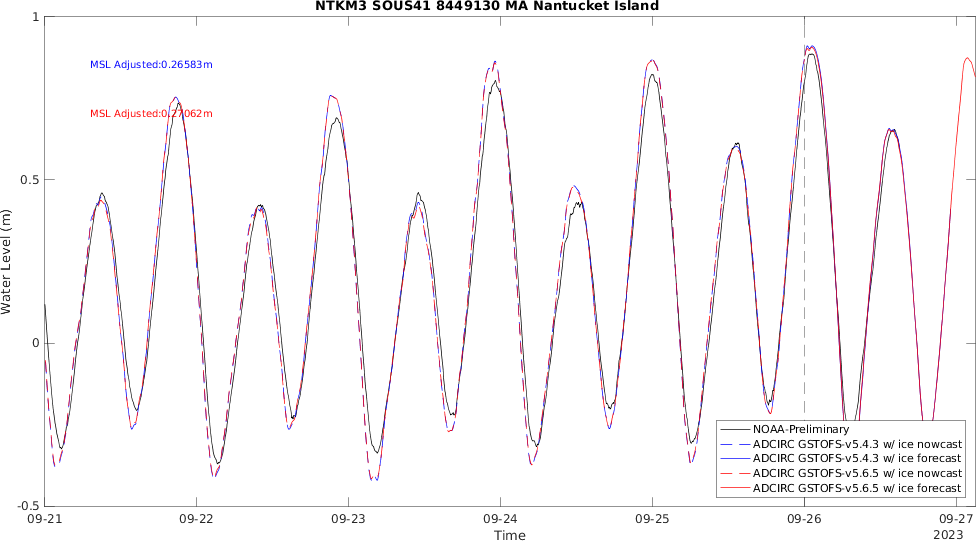 NTKM3 SOUS41 8449130 MA Nantucket Island
1
MSL Adjusted:0.26583m
MSL Adjusted:0.27062m
0.5
Water Level (m)
0
-0.5
NOAA-Preliminary
ADCIRC GSTOFS-v5.4.3 w/ ice nowcast
ADCIRC GSTOFS-v5.4.3 w/ ice forecast
ADCIRC GSTOFS-v5.6.5 w/ ice nowcast
ADCIRC GSTOFS-v5.6.5 w/ ice forecast
09-21 09-22 09-23 09-24 09-25 09-26 09-27
Time
2023